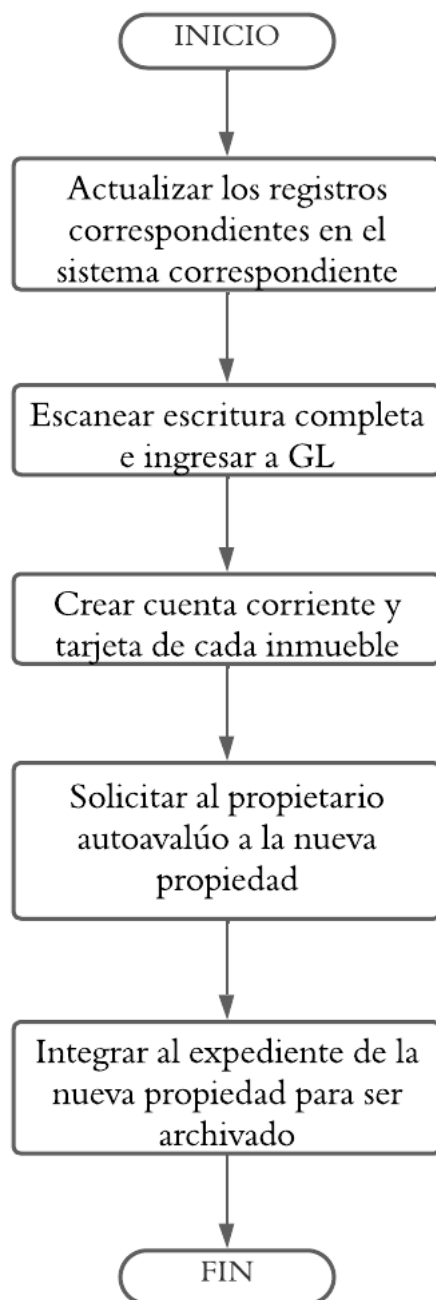 INICIO
Actualizar los registros
correspondientes en el
sistema correspondiente
Escanear escritura completa
e ingresar a GL
Crear cuenta corriente y
tarjeta de cada inmueble
Solicitar al propietario
autoavalúo a la nueva
propiedad
Integrar al expediente de la
nueva propiedad para ser
archivado
FIN